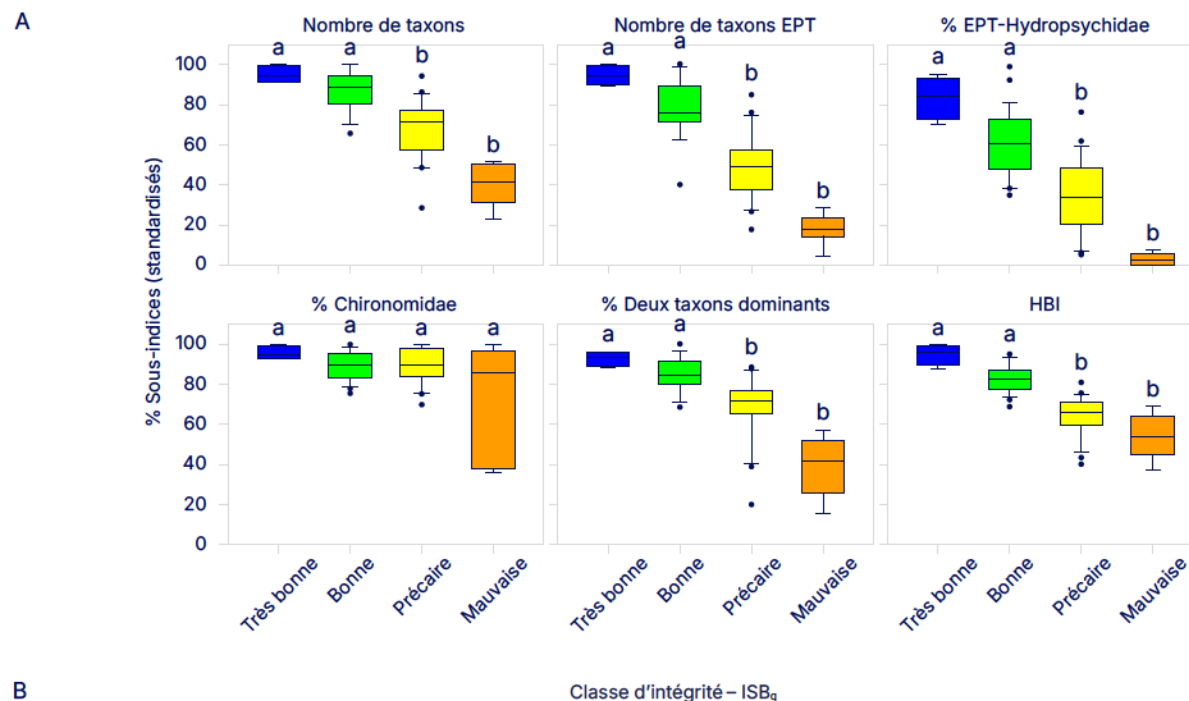 A
Nombre de taxons
Nombre de taxons EPT
% EPT-Hydropsychidae
% Sous-indices (standardisés)
100
80
60
40
20
0
a
a
b
b
a
a
b
b
a
a
b
b
% Chironomidae
% Deux taxons dominants
HBI
100
80
60
40
20
0
a
a
a
a
a
a
b
b
a
a
b
b
Très bonne
Bonne
Précaire
Mauvaise
Très bonne
Bonne
Précaire
Mauvaise
Très bonne
Bonne
Précaire
Mauvaise
B
Classe d'intégrité – ISBg